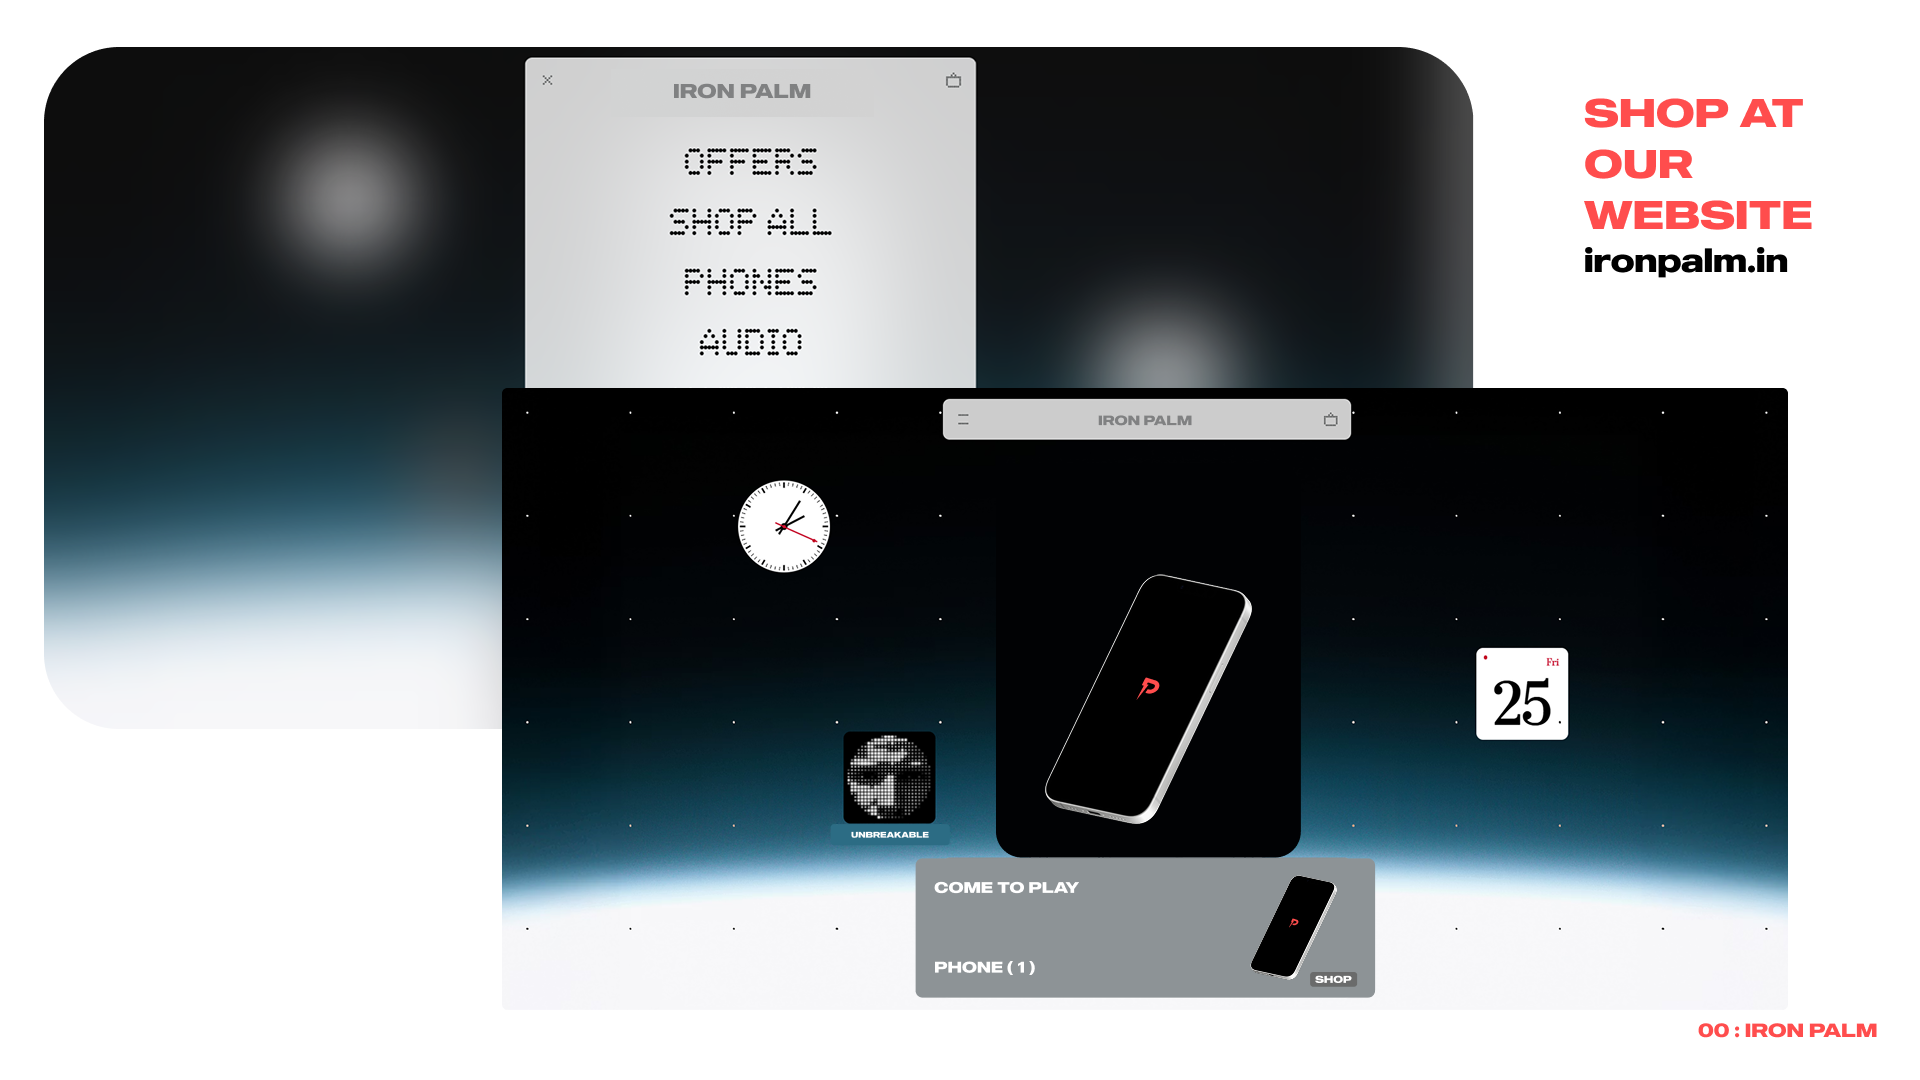 IRON PALM
OFFERS
SHOP ALL
PHONES
AUDIO
SHOP AT
OUR
WEBSITE
ironpalm.in
IRON PALM
Fri
25
UNBREAKABLE
COME TO PLAY
PHONE ( 1 )
SHOP
00 : IRON PALM